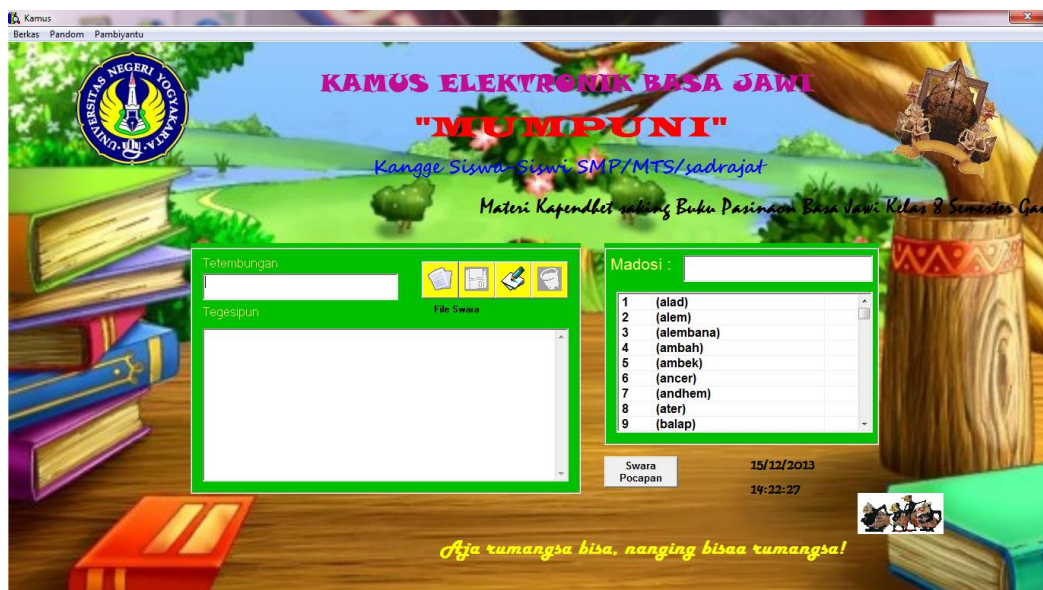 Kamus
Berkas Pandom Pambiyantu
UNIVERSITAS NEGERI YOGYAKARTA
KAMUS ELEKTRONIK BASA JAWI
"MUMPUNI"
Kangge Siswa-Siswi SMP/MTS/sadrajat
Materi Kapendhet saking Buku Pasinaon Basa Jawi Kelas 8 Semester
Tetembungan
File Swara
Tegesipun
Madosi :
1 (alad)
2 (alem)
3 (alembana)
4 (ambah)
5 (ambek)
6 (ancer)
7 (andhem)
8 (ater)
9 (balap)
Swara Pocapan
15/12/2013
14:22:27
Aja rumangsa bisa, nanging bisaa rumangsa!